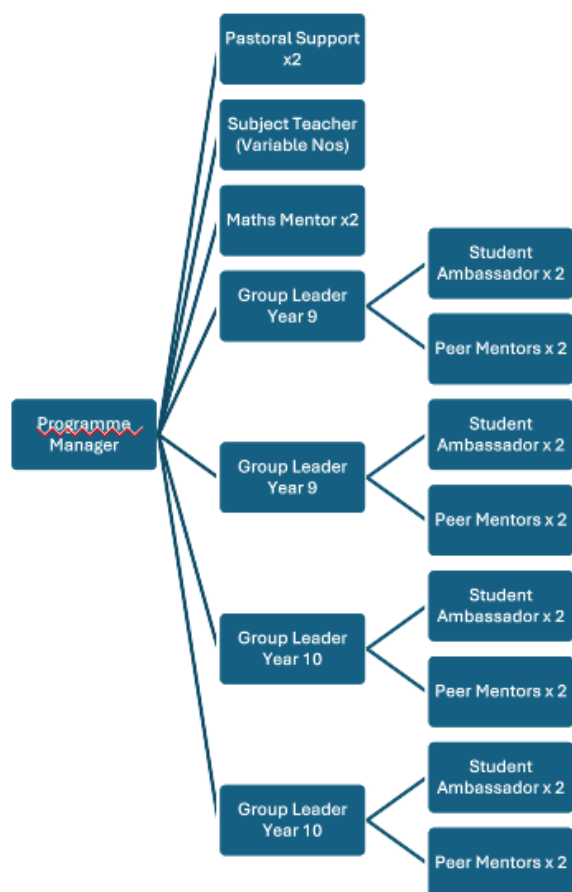 Pastoral Support
x2
Subject Teacher
(Variable Nos)
Maths Mentor x2
Group Leader
Year 9
Student
Ambassador x 2
Peer Mentors x 2
Programme
Manager
Group Leader
Year 9
Student
Ambassador x 2
Peer Mentors x 2
Group Leader
Year 10
Student
Ambassador x 2
Peer Mentors x 2
Group Leader
Year 10
Student
Ambassador x 2
Peer Mentors x 2